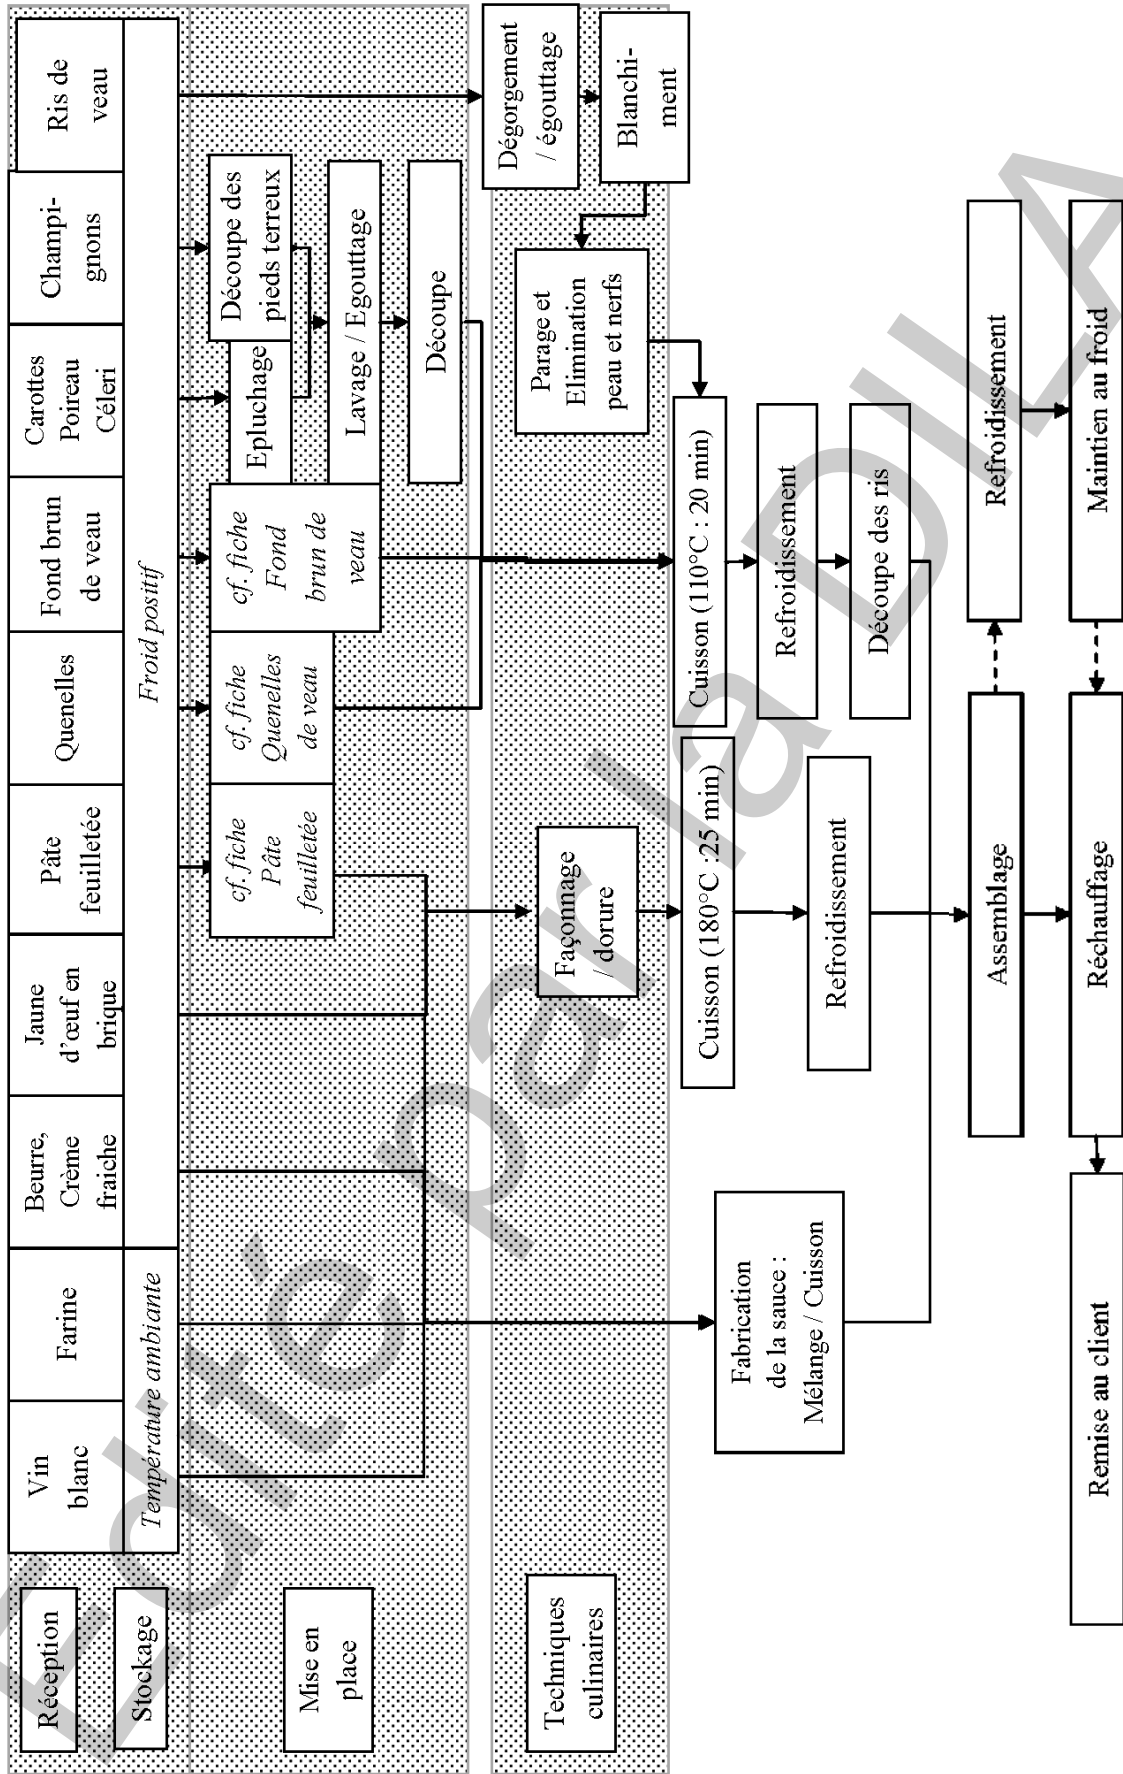 Réception
Vin
blanc
Farine
Beurre,
Crème
fraiche
Jaune
d'œuf en
brique
Pâte
feuilletée
Quenelles
Fond brun
de veau
Carottes
Poireau
Céleri
Champi-
gnons
Ris de
veau
Stockage
Température ambiante
Froid positif
Mise en
place
cf. fiche
Pâte
feuilletée
cf. fiche
Quenelles
de veau
cf. fiche
Fond
brun de
veau
Epluchage
Découpe des
pieds terreux
Lavage / Egouttage
Découpe
Techniques
culinaires
Façonnage
/ dorure
Dégorgement
/ égouttage
Blanchi-
ment
Parage et
Elimination
peau et nerfs
Cuisson (180°C :25 min)
Cuisson (110°C : 20 min)
Fabrication
de la sauce :
Mélange / Cuisson
Refroidissement
Refroidissement
Découpe des ris
Assemblage
Refroidissement
Remise au client
Réchauffage
Maintien au froid
Edité par la DILA